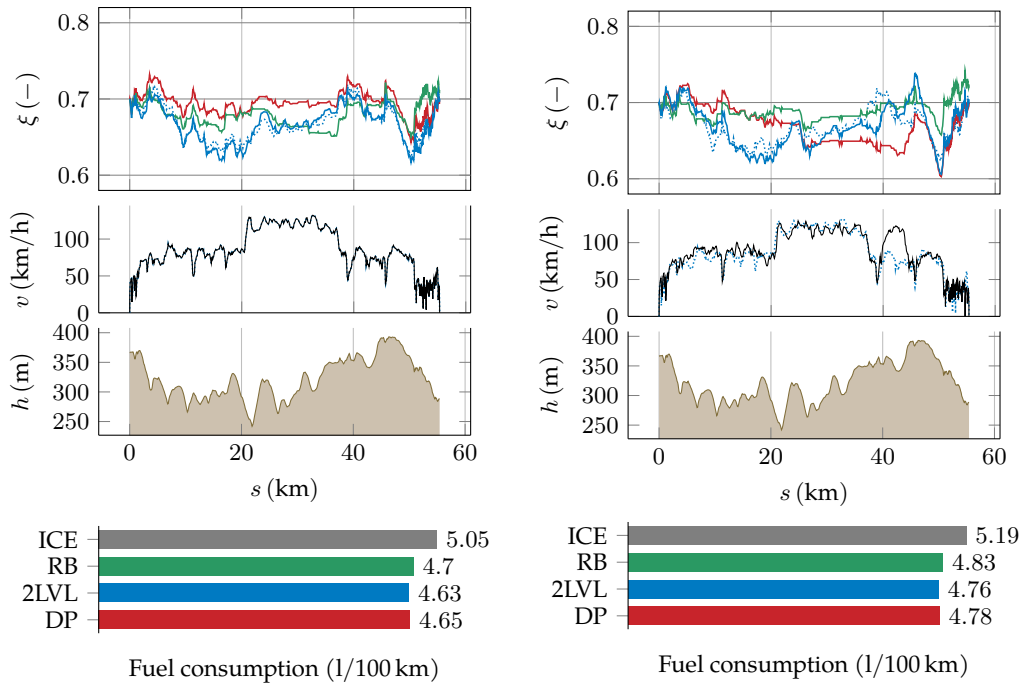 0.8
0.7
0.6
ξ (−)
100
50
0
v (km/h)
400
350
300
250
h (m)
0 20 40 60
s (km)
ICE 5.05
RB 4.7
2LVL 4.63
DP 4.65
Fuel consumption (l/100 km)
0.8
0.7
0.6
ξ (−)
100
50
0
v (km/h)
400
350
300
250
h (m)
0 20 40 60
s (km)
ICE 5.19
RB 4.83
2LVL 4.76
DP 4.78
Fuel consumption (l/100 km)